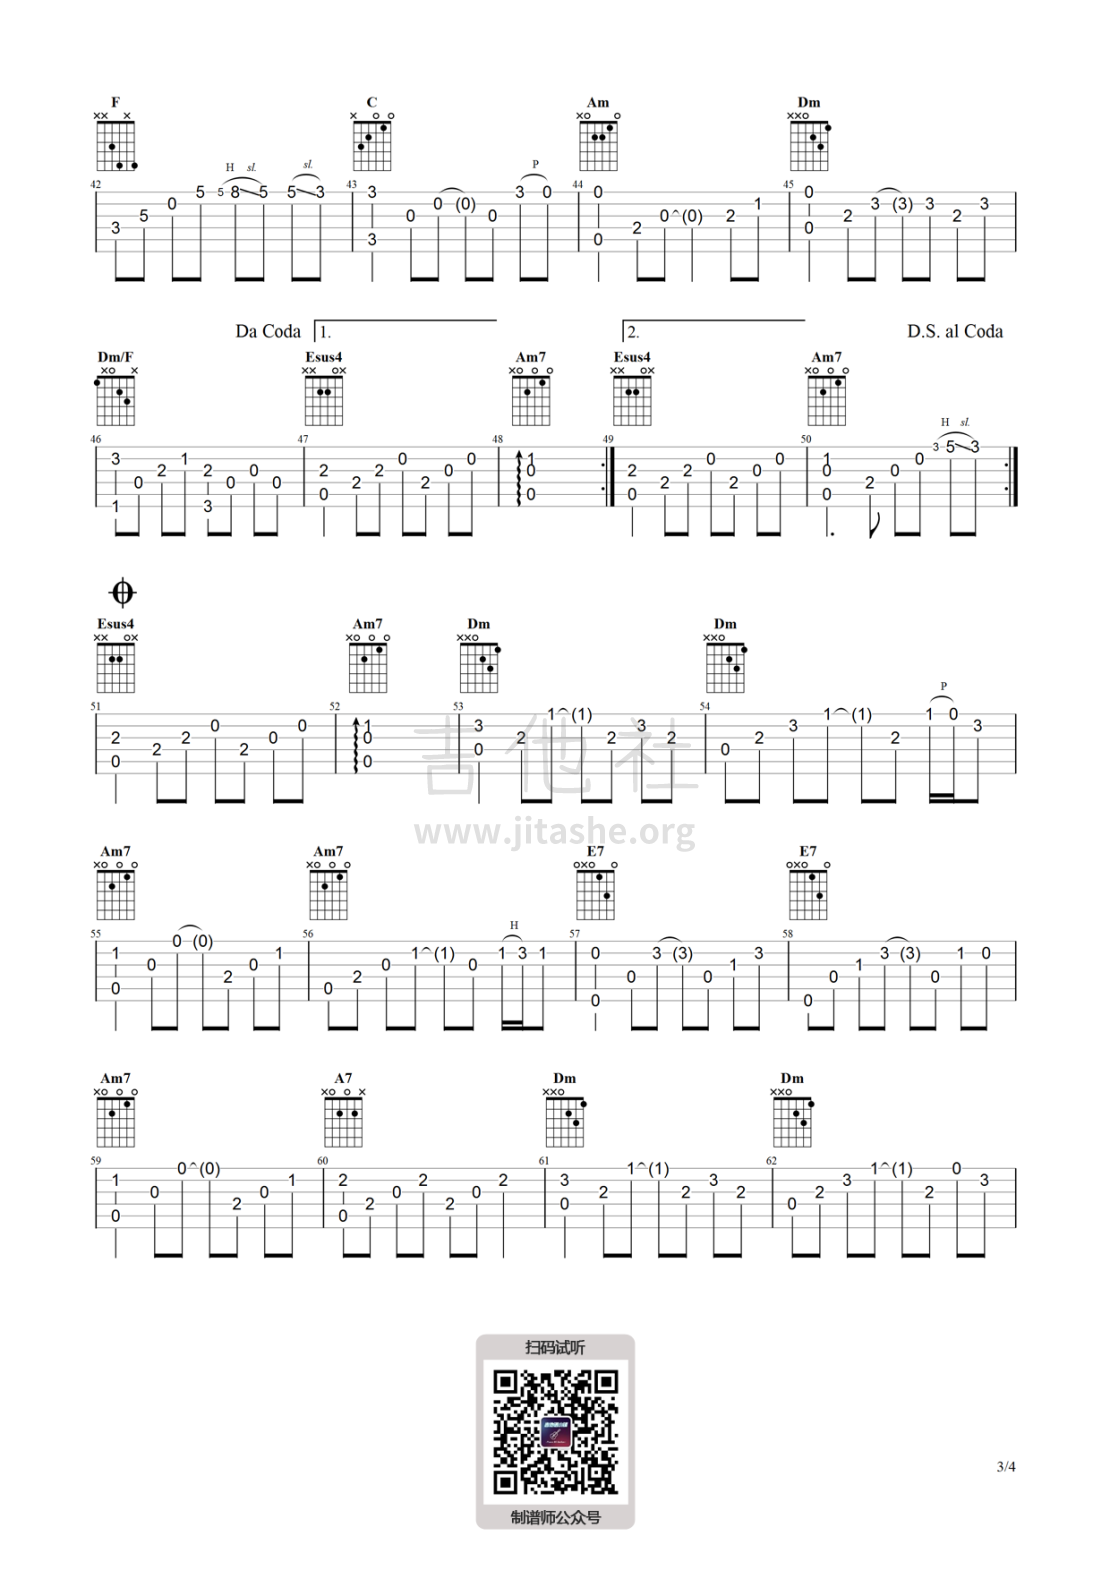 F C Am Dm
42 43 44 45
H sl. sl. P
3 5 0 5 5 8 5 5 3 3 3 0 0 (0) 0 3 0 0 0 2 0 (0) 2 1 0 0 2 3 (3) 3 2 3
Da Coda 1. 2. D.S. al Coda
Dm/F Esus4 Am7 Esus4 Am7
46 47 48 49 50
H sl.
3 1 0 2 1 2 3 0 0 0 2 0 2 2 0 2 0 0 1 0 0 2 0 2 2 0 2 0 0 1 0 0 2 0 0 3 5 3
Esus4 Am7 Dm Dm
51 52 53 54
P
2 0 2 2 0 2 0 0 1 0 0 3 0 2 1 (1) 2 3 2 0 2 3 1 (1) 2 1 0 3
吉他社
www.jitashe.org
Am7 Am7 E7 E7
55 56 57 58
H
1 0 0 0 (0) 2 0 1 0 2 0 1 (1) 0 1 3 1 0 0 0 3 (3) 0 1 3 0 0 1 3 (3) 0 1 0
Am7 A7 Dm Dm
59 60 61 62
1 0 0 0 (0) 2 0 1 2 0 2 0 2 2 0 2 3 0 2 1 (1) 2 3 2 0 2 3 1 (1) 2 0 3
扫码试听
制谱师公众号
3/4